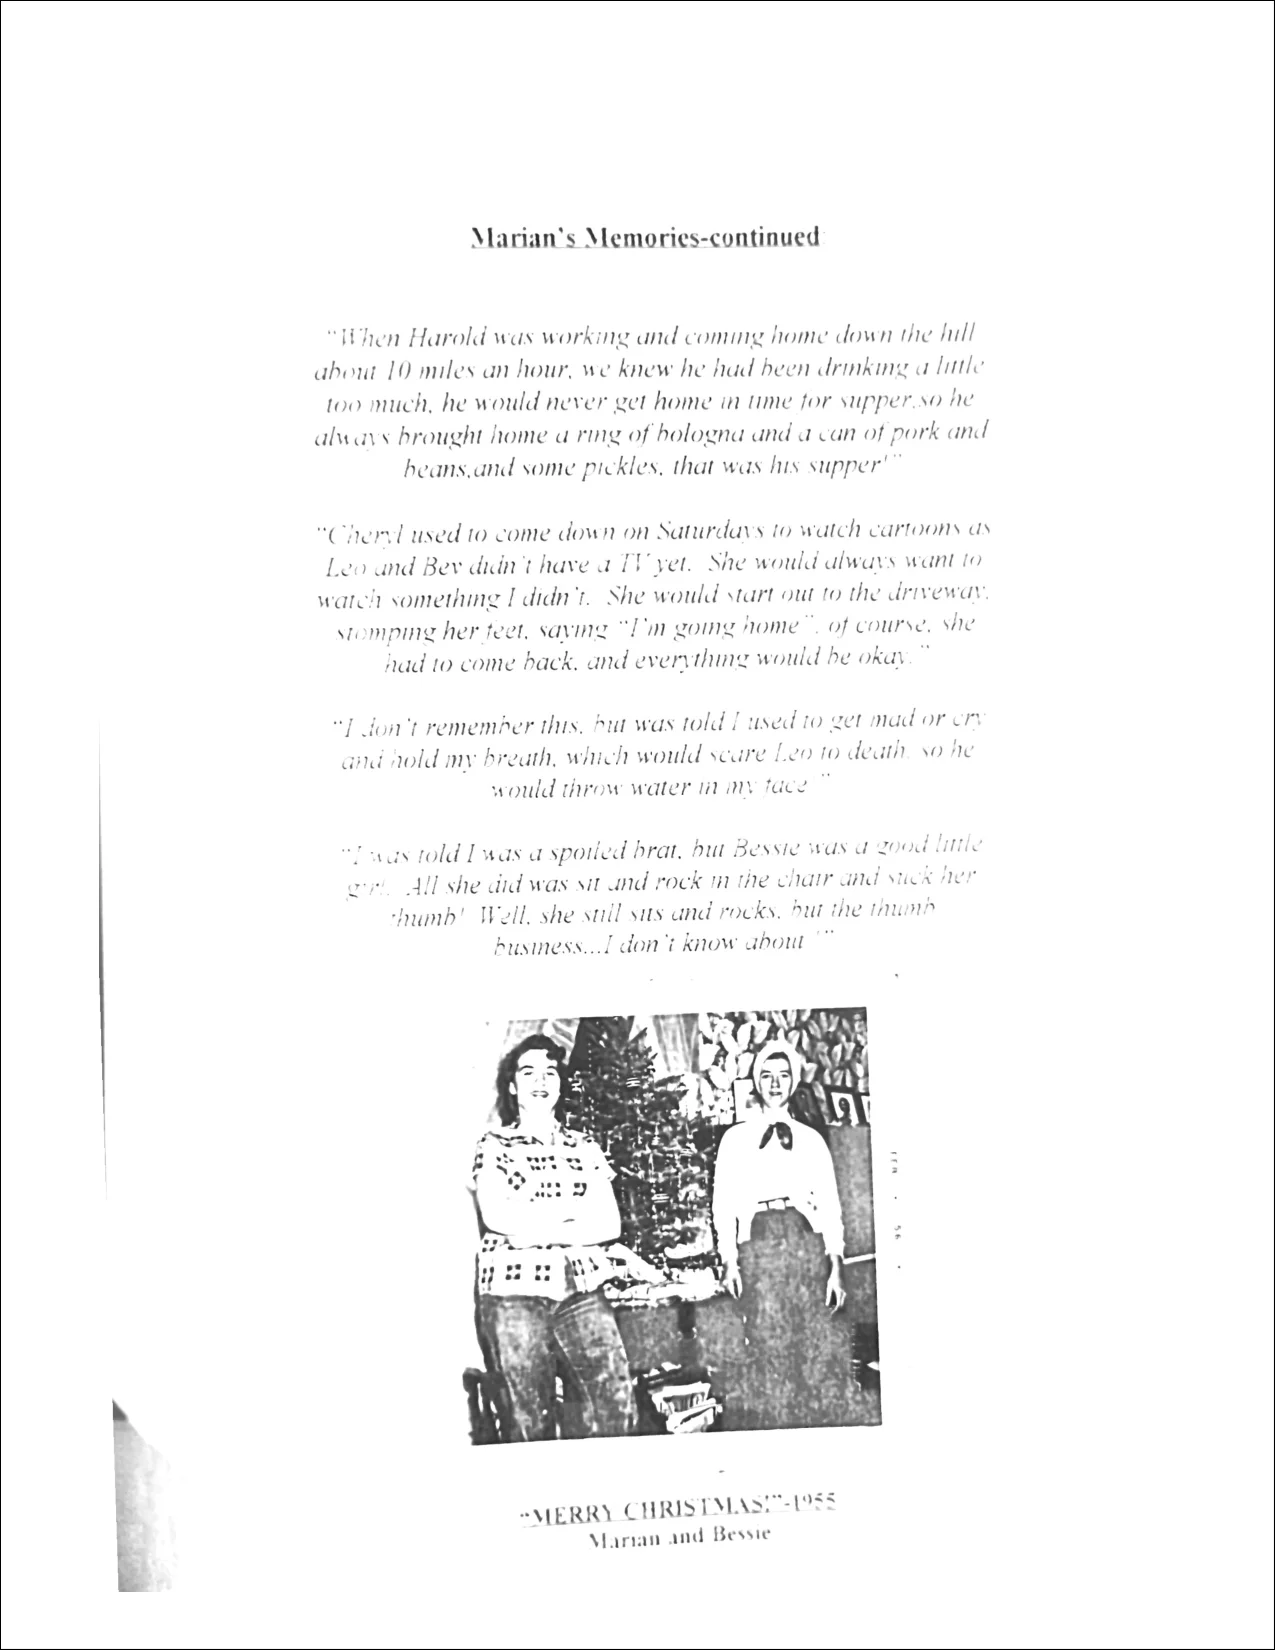 Marian's Memories-continued
"When Harold was working and coming home down the hill
about 10 miles an hour, we knew he had been drinking a little
too much, he would never get home in time for supper,so he
always brought home a ring of bologna and a can of pork and
beans,and some pickles, that was his supper!"
"Cheryl used to come down on Saturdays to watch cartoons as
Leo and Bev didn't have a TV yet.  She would always want to
watch something I didn't.  She would start out to the driveway,
stomping her feet, saying "I'm going home", of course, she
had to come back, and everything would be okay."
"I don't remember this, but was told I used to get mad or cry
and hold my breath, which would scare Leo to death, so he
would throw water in my face."
"I was told I was a spoiled brat, but Bessie was a good little
girl.  All she did was sit and rock in the chair and suck her
thumb!  Well, she still sits and rocks, but the thumb
business...I don't know about!"
56
"MERRY CHRISTMAS!"-1955
Marian and Bessie